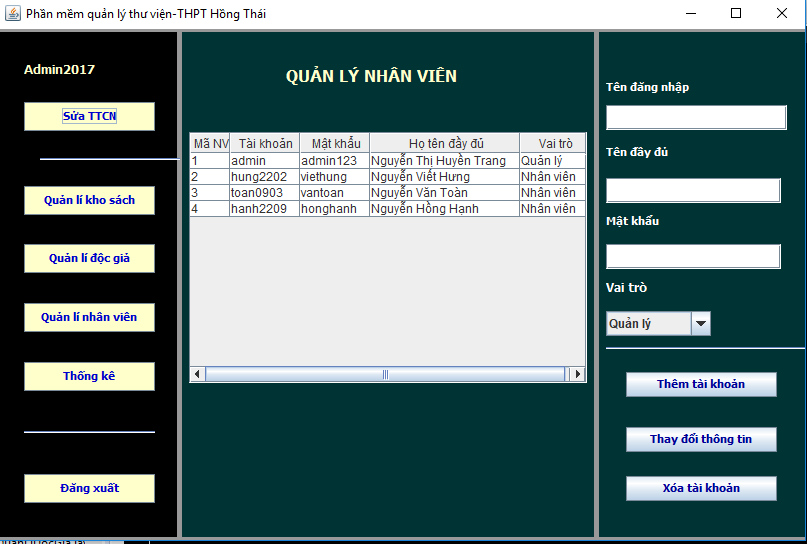 Phần mềm quản lý thư viện-THPT Hồng Thái
Admin2017
Sửa TTCN
Quản lí kho sách
Quản lí độc giả
Quản lí nhân viên
Thống kê
Đăng xuất
QUẢN LÝ NHÂN VIÊN
Mã NV Tài khoản Mật khẩu Họ tên đầy đủ Vai trò
1 admin admin123 Nguyễn Thị Huyền Trang Quản lý
2 hung2202 viethung Nguyễn Viết Hưng Nhân viên
3 toan0903 vantoan Nguyễn Văn Toàn Nhân viên
4 hanh2209 honghanh Nguyễn Hồng Hạnh Nhân viên
Tên đăng nhập
Tên đầy đủ
Mật khẩu
Vai trò
Quản lý
Thêm tài khoản
Thay đổi thông tin
Xóa tài khoản